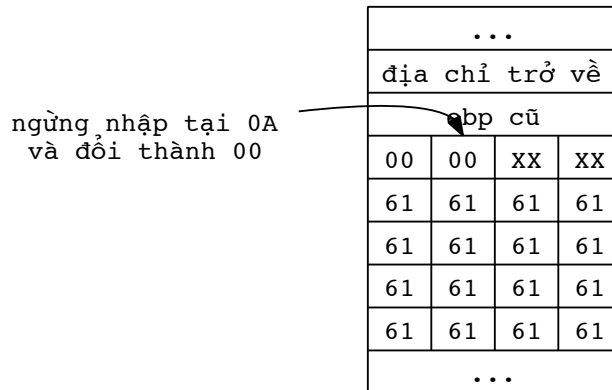 ...
địa chỉ trở về
ebp cũ
ngừng nhập tại 0A
và đổi thành 00
00 00 XX XX
61 61 61 61
61 61 61 61
61 61 61 61
61 61 61 61
...